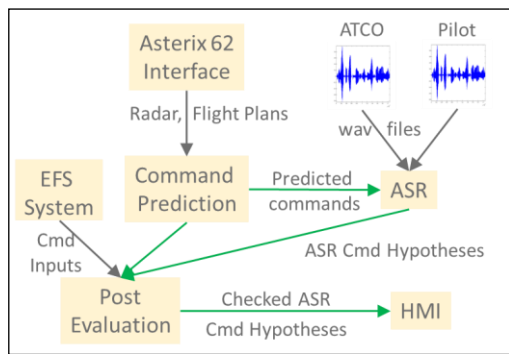 ATCO
Pilot
Asterix 62
Interface
Radar, Flight Plans
wav files
EFS
System
Command
Prediction
Predicted
commands
ASR
Cmd
Inputs
ASR Cmd Hypotheses
Post
Evaluation
Checked ASR
Cmd Hypotheses
HMI